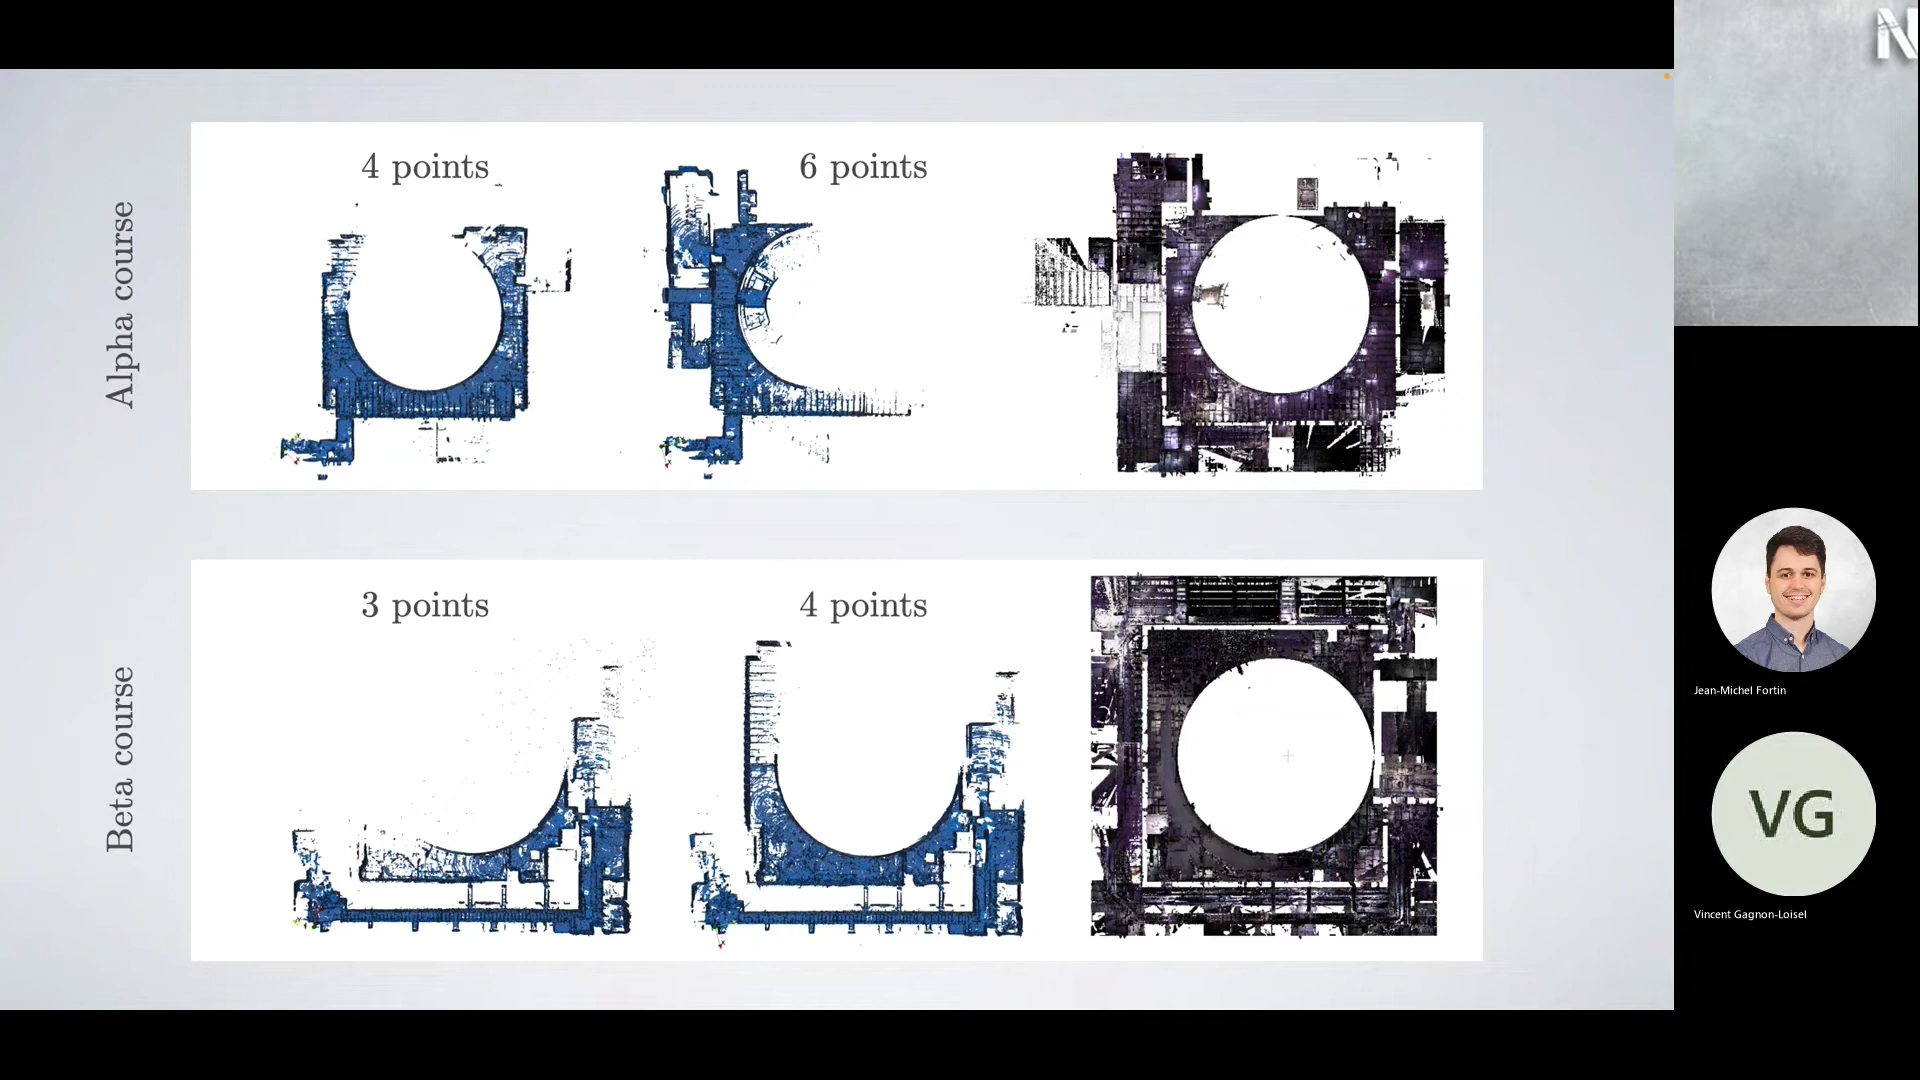 N
4 points
6 points
Alpha course
3 points
4 points
Beta course
Jean-Michel Fortin
VG
Vincent Gagnon-Loisel